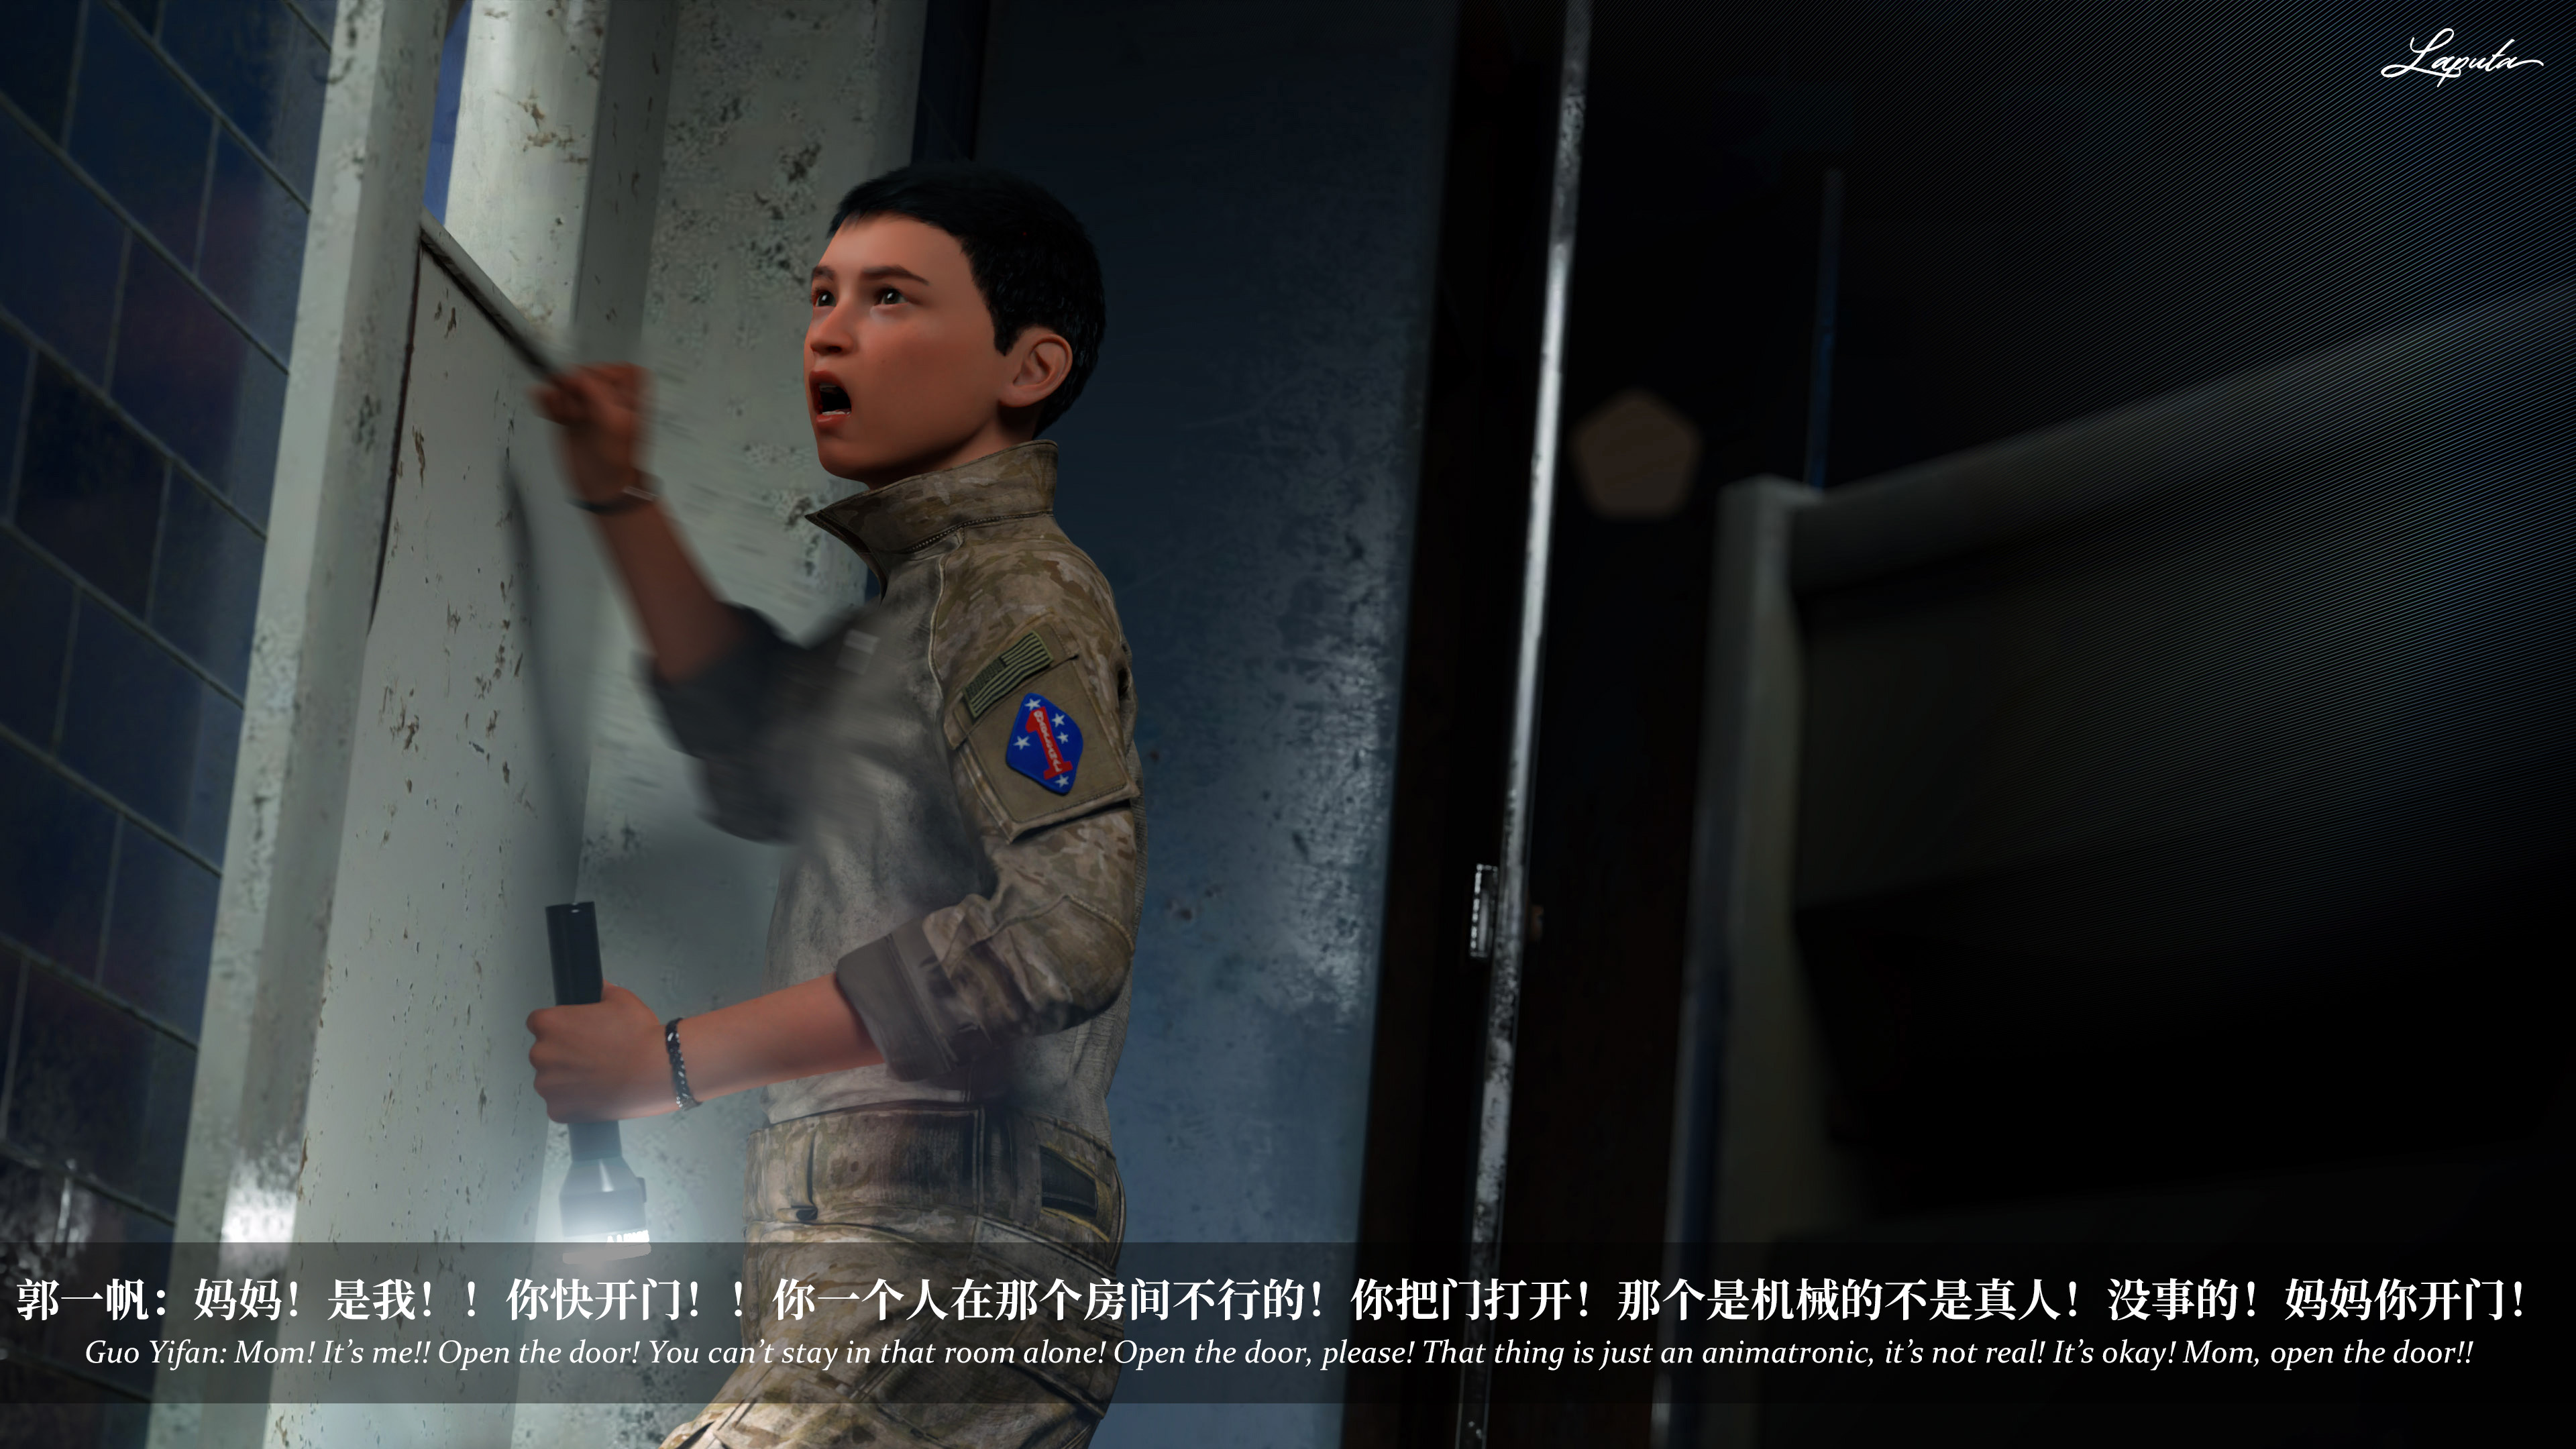 Laputa
郭一帆：妈妈！是我！！你快开门！！你一个人在那个房间不行的！你把门打开！那个是机械的不是真人！没事的！妈妈你开门！
Guo Yifan: Mom! It's me!! Open the door! You can't stay in that room alone! Open the door, please! That thing is just an animatronic, it's not real! It's okay! Mom, open the door!!